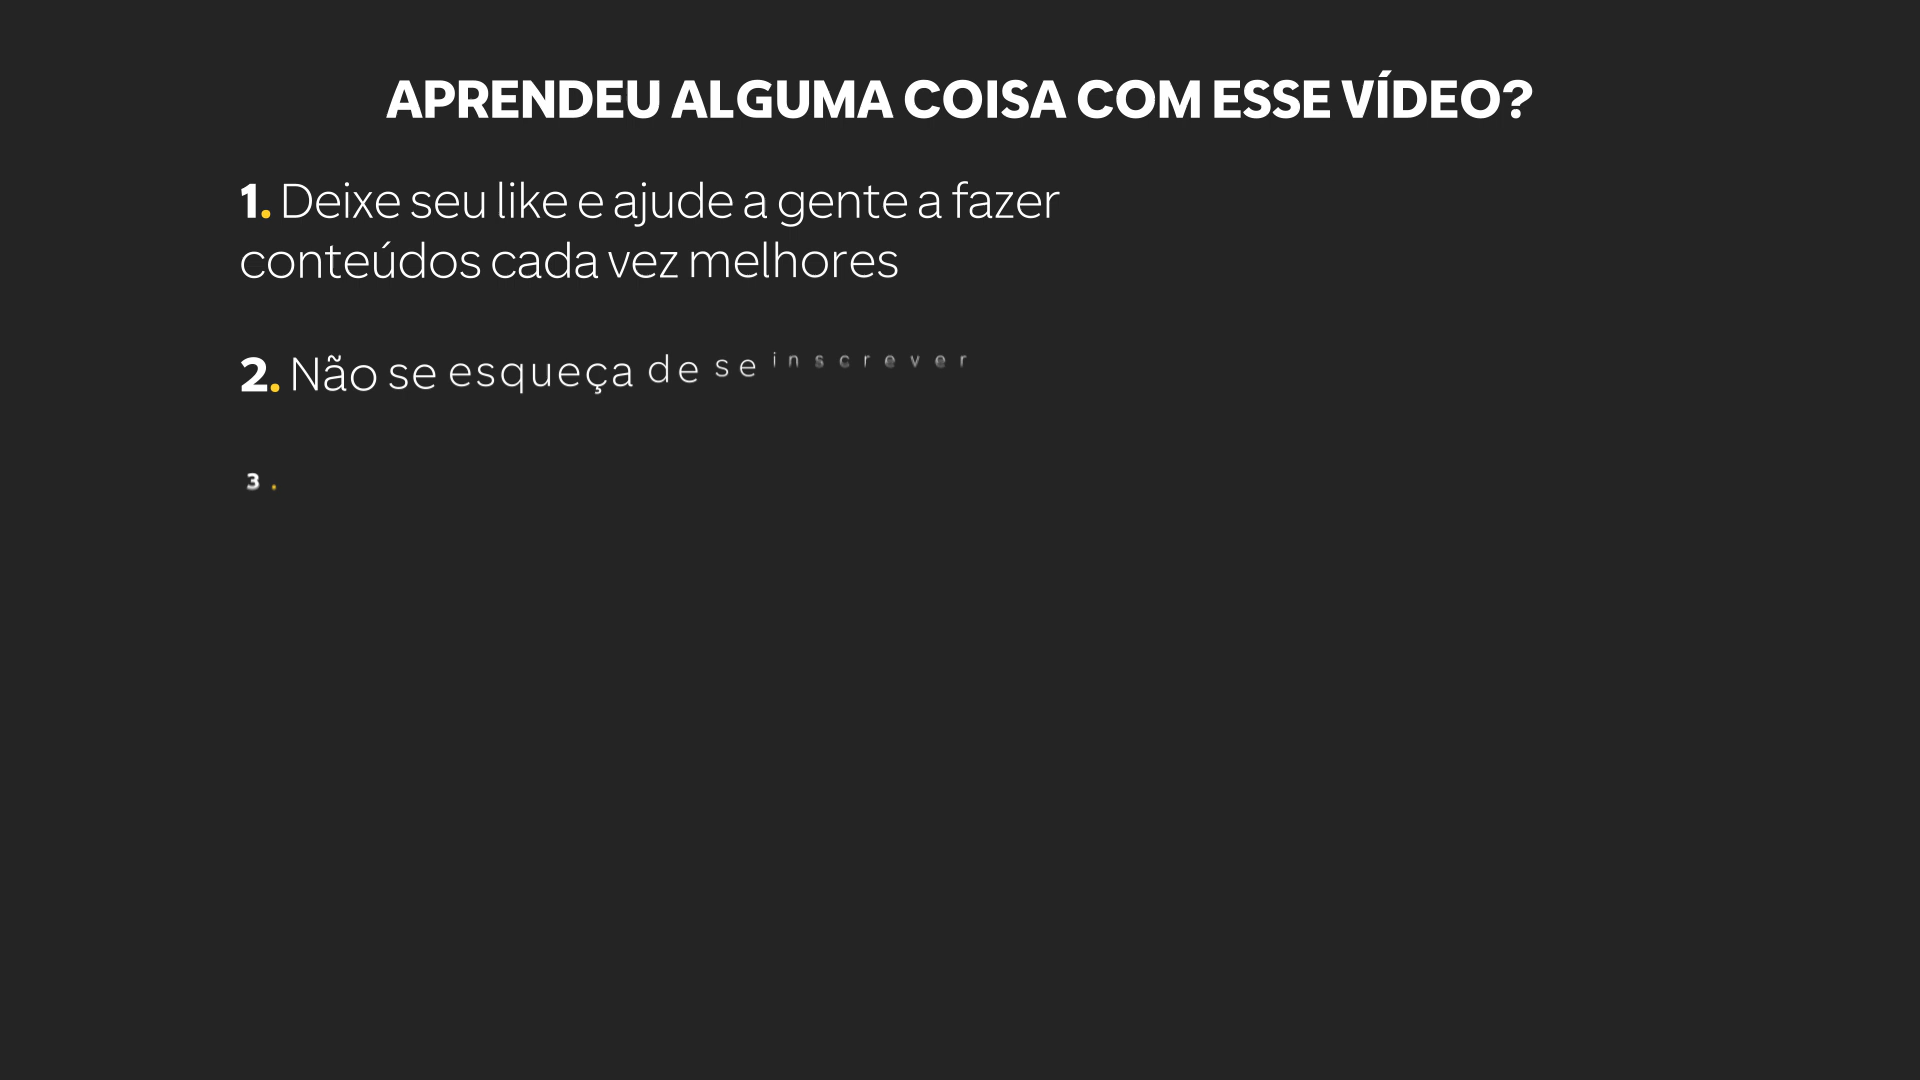 APRENDEU ALGUMA COISA COM ESSE VÍDEO?
1. Deixe seu like e ajude a gente a fazer
conteúdos cada vez melhores
2. Não se esqueça de se inscrever
3.